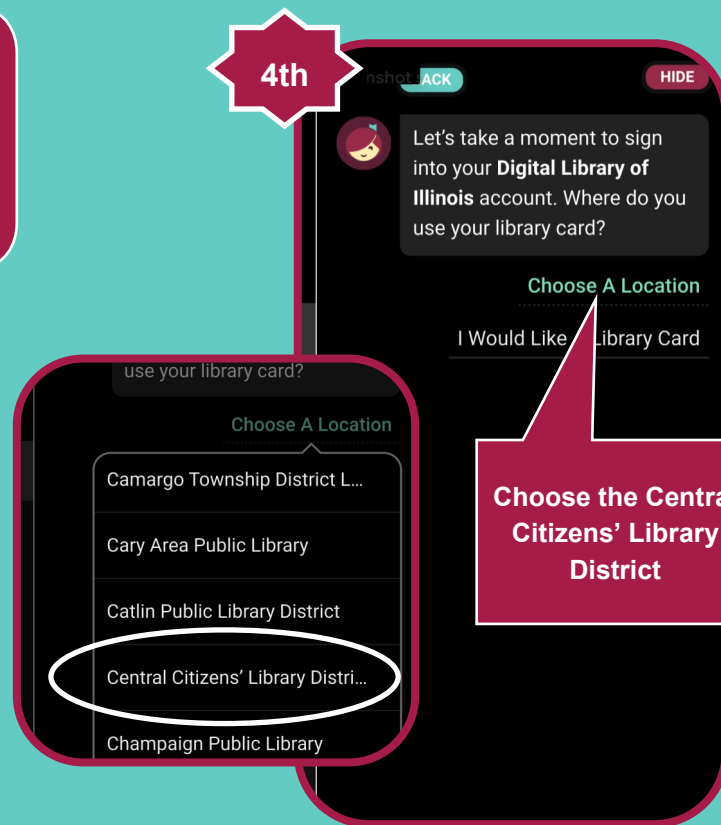 4th
ACK
HIDE
Let's take a moment to sign
into your Digital Library of
Illinois account. Where do you
use your library card?
Choose A Location
I Would Like Library Card
Choose the Centra
Citizens' Library
District
use your library card?
Choose A Location
Camargo Township District L...
Cary Area Public Library
Catlin Public Library District
Central Citizens' Library Distri...
Champaign Public Library